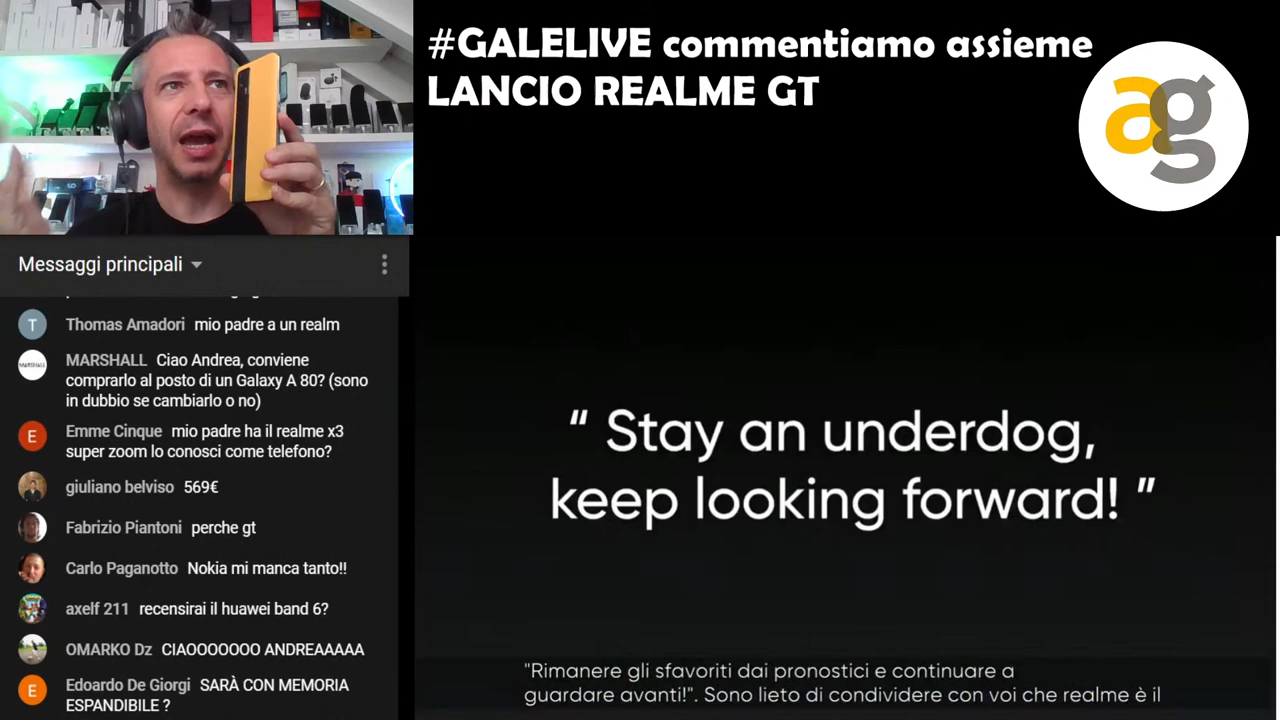 #GALELIVE commentiamo assieme
LANCIO REALME GT
ag
Messaggi principali
T
Thomas Amadori mio padre a un realm
MARSHALL
MARSHALL Ciao Andrea, conviene
comprarlo al posto di un Galaxy A 80? (sono
in dubbio se cambiarlo o no)
E
Emme Cinque mio padre ha il realme x3
super zoom lo conosci come telefono?
giuliano belviso 569€
Fabrizio Piantoni perche gt
Carlo Paganotto Nokia mi manca tanto!!
axelf 211 recensirai il huawei band 6?
OMARKO Dz CIAOOOOOOO ANDREAAAAA
E
Edoardo De Giorgi SARÀ CON MEMORIA
ESPANDIBILE ?
“ Stay an underdog,
keep looking forward! ”
"Rimanere gli sfavoriti dai pronostici e continuare a
guardare avanti!". Sono lieto di condividere con voi che realme è il